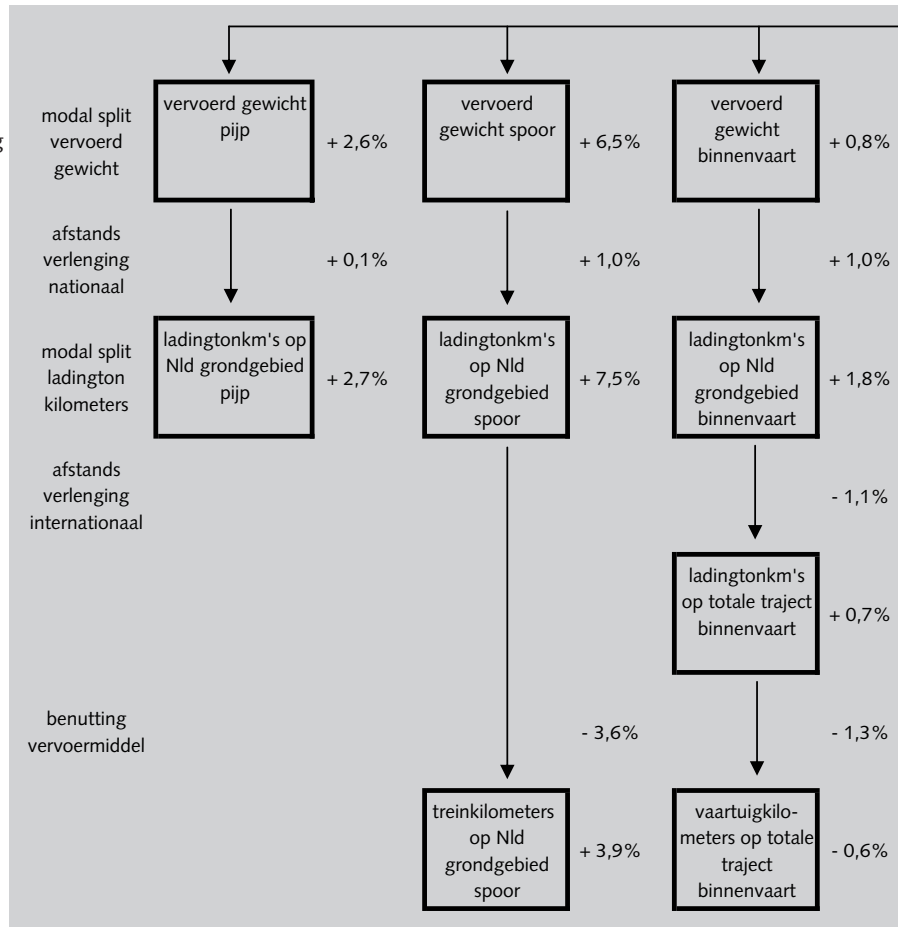 modal split
vervoerd
gewicht
g
vervoerd gewicht
pijp
+ 2,6%
vervoerd
gewicht spoor
+ 6,5%
vervoerd
gewicht
binnenvaart
+ 0,8%
afstands
verlenging
nationaal
+ 0,1%
+ 1,0%
+ 1,0%
modal split
ladington
kilometers
ladingtonkm's op
Nld grondgebied
pijp
+ 2,7%
ladingtonkm's
op Nld
grondgebied
spoor
+ 7,5%
ladingtonkm's
op Nld
grondgebied
binnenvaart
+ 1,8%
afstands
verlenging
internationaal
- 1,1%
ladingtonkm's
op totale traject
binnenvaart
+ 0,7%
benutting
vervoermiddel
- 3,6%
- 1,3%
treinkilometers
op Nld
grondgebied
spoor
+ 3,9%
vaartuigkilo-
meters op totale
traject
binnenvaart
- 0,6%